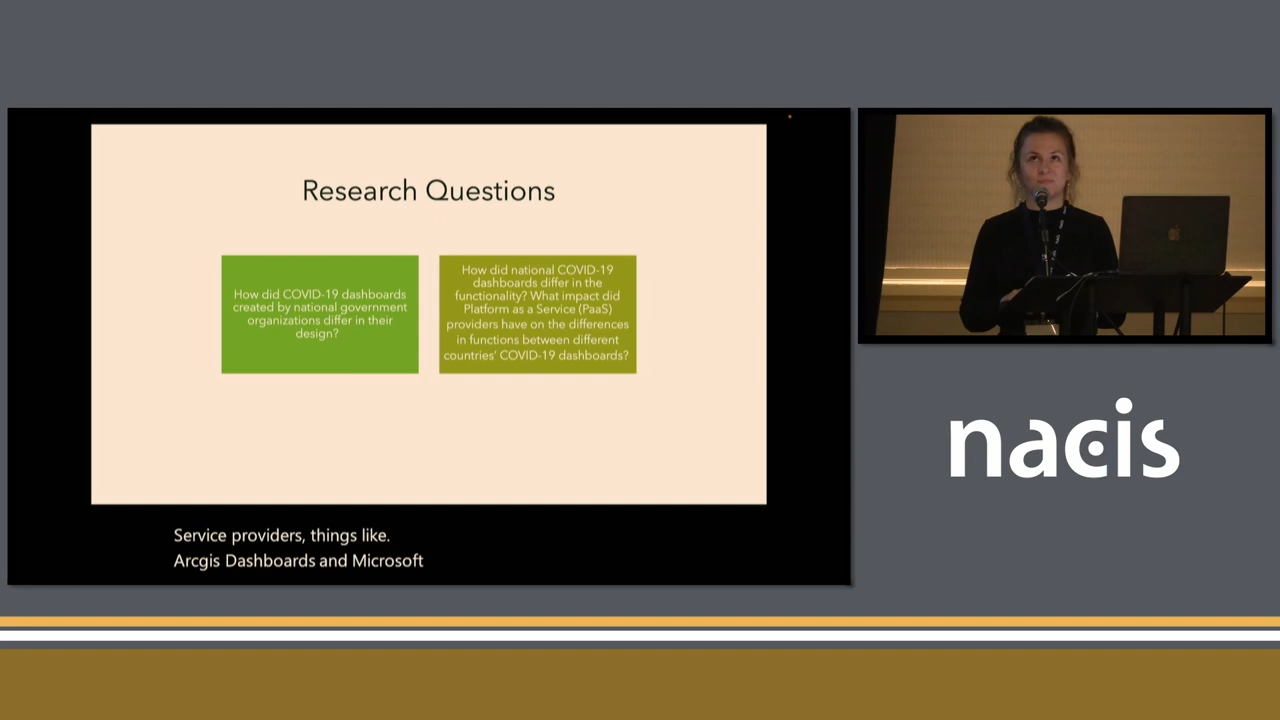 Research Questions
How did COVID-19 dashboards
created by national government
organizations differ in their
design?
How did national COVID-19
dashboards differ in the
functionality? What impact did
Platform as a Service (PaaS)
providers have on the differences
in functions between different
countries' COVID-19 dashboards?
Service providers, things like.
Arcgis Dashboards and Microsoft
nacis